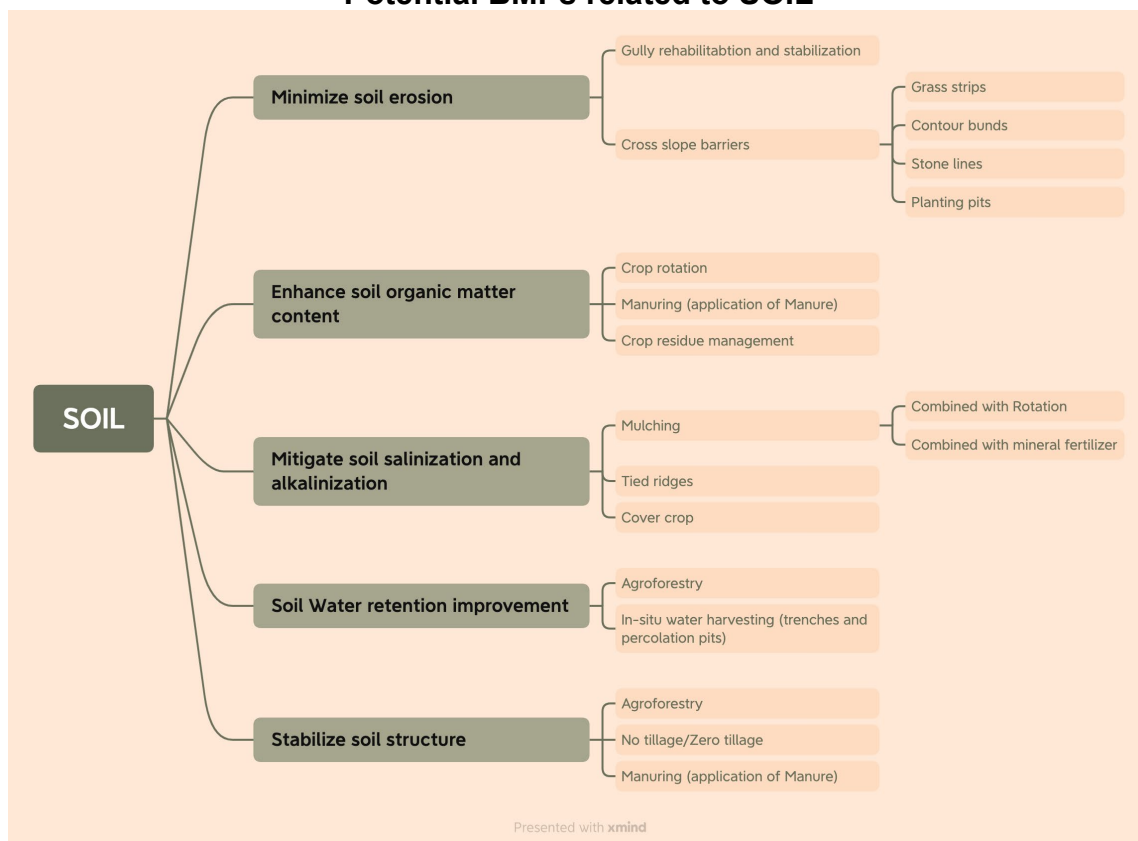 Potential BMPs related to SOIL
Gully rehabilitabtion and stabilization
Minimize soil erosion
Grass strips
Contour bunds
Cross slope barriers
Stone lines
Planting pits
Crop rotation
Enhance soil organic matter
content
Manuring (application of Manure)
Crop residue management
SOIL
Combined with Rotation
Mulching
Combined with mineral fertilizer
Mitigate soil salinization and
alkalinization
Tied ridges
Cover crop
Agroforestry
Soil Water retention improvement
In-situ water harvesting (trenches and
percolation pits)
Agroforestry
Stabilize soil structure
No tillage/Zero tillage
Manuring (application of Manure)
Presented with xmind